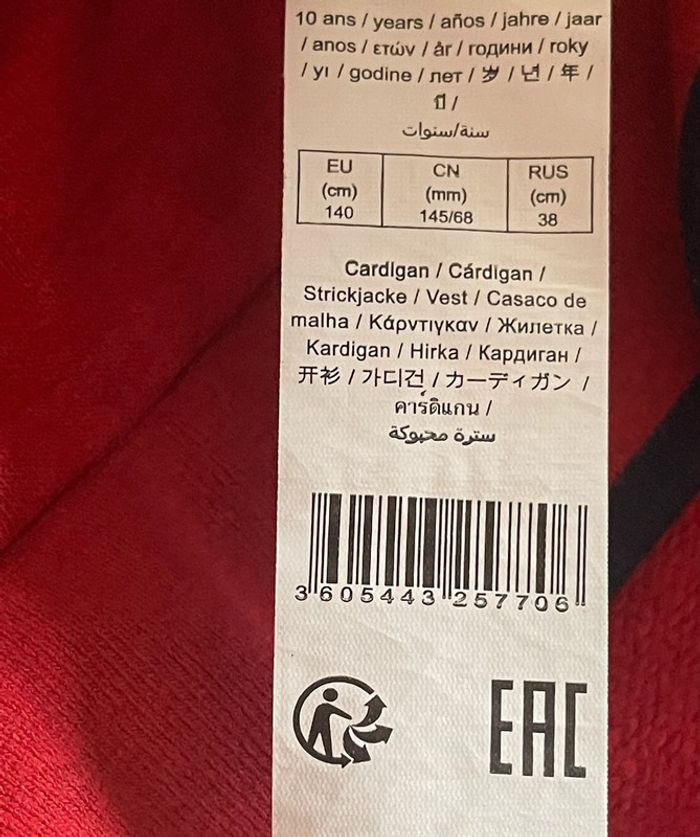 10 ans / years / años / jahre / jaar
/ anos / ετών / år / години / roky
/ yı / godine / лет / 岁 / 년 / 年 /
ปี /
سنة/سنوات
EU CN RUS
(cm) (mm) (cm)
140 145/68 38
Cardigan / Cárdigan /
Strickjacke / Vest / Casaco de
malha / Κάρντιγκαν / Жилетка /
Kardigan / Hirka / Кардиган /
开衫 / 가디건 / カーディガン /
คาร์ดิแกน /
سترة محبوكة
3 605443 257706
EAC